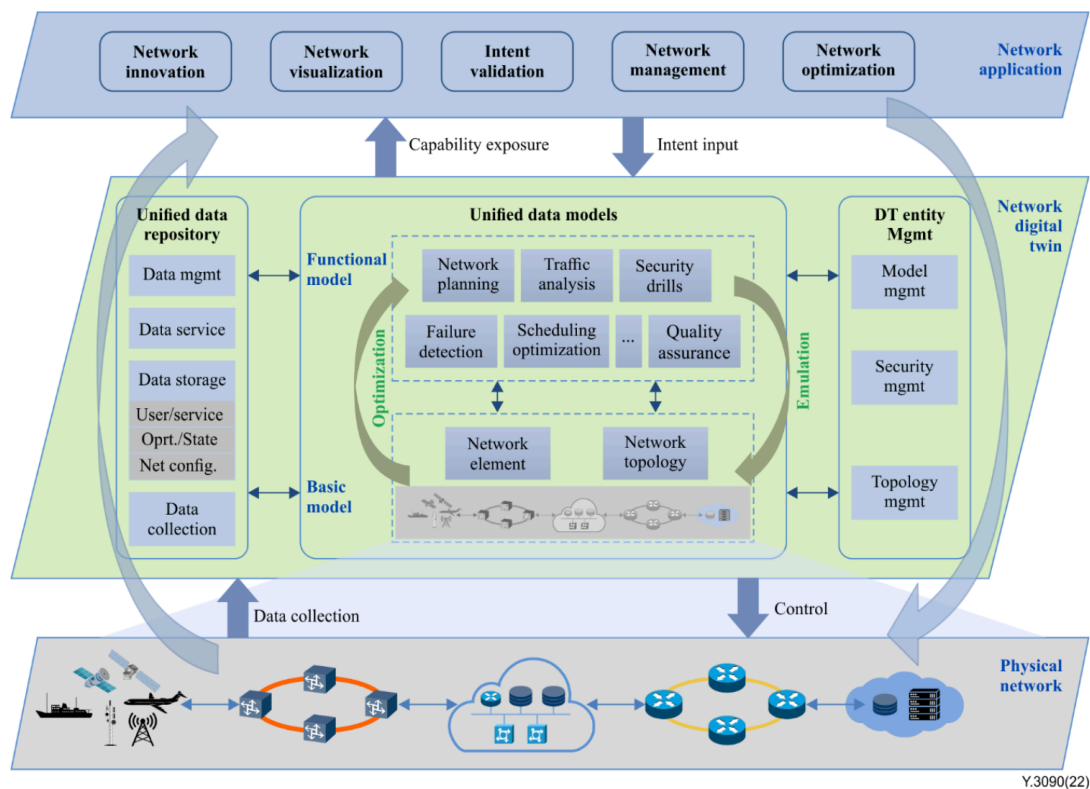 Network
innovation
Network
visualization
Intent
validation
Network
management
Network
optimization
Network
application
Capability exposure
Intent input
Unified data
repository
Data mgmt
Data service
Data storage
User/service
Oprt./State
Net config.
Data
collection
Unified data models
Functional
model
Network
planning
Traffic
analysis
Security
drills
Failure
detection
Scheduling
optimization
...
Quality
assurance
Optimization
Emulation
Basic
model
Network
element
Network
topology
DT entity
Mgmt
Model
mgmt
Security
mgmt
Topology
mgmt
Network
digital
twin
Data collection
Control
Physical
network
Y.3090(22)